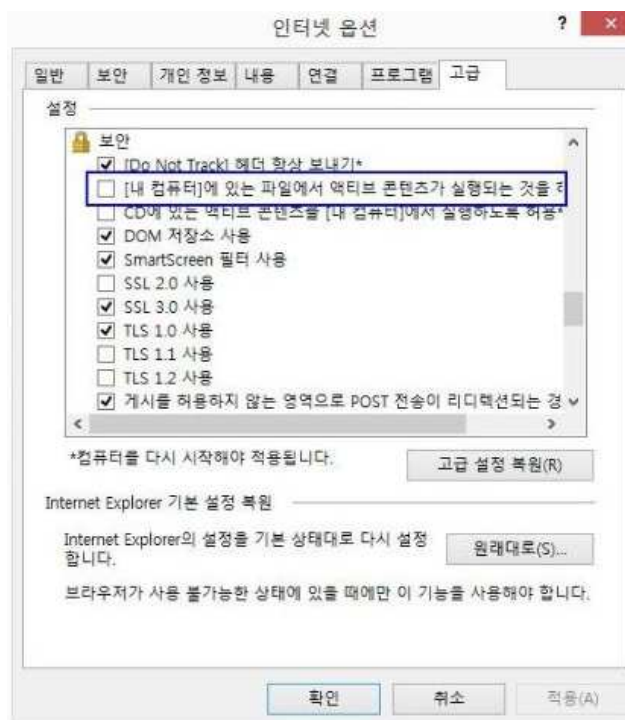 인터넷 옵션
?
×
일반 보안 개인 정보 내용 연결 프로그램 고급
설정
보안
[Do Not Track] 헤더 항상 보내기*
[내 컴퓨터]에 있는 파일에서 액티브 콘텐츠가 실행되는 것을
CD에 있는 액티브 콘텐츠를 [내 컴퓨터]에서 실행하도록 허용*
DOM 저장소 사용
SmartScreen 필터 사용
SSL 2.0 사용
SSL 3.0 사용
TLS 1.0 사용
TLS 1.1 사용
TLS 1.2 사용
게시를 허용하지 않는 영역으로 POST 전송이 리디렉션되는 경
*컴퓨터를 다시 시작해야 적용됩니다.
고급 설정 복원(R)
Internet Explorer 기본 설정 복원
Internet Explorer의 설정을 기본 상태대로 다시 설정
합니다.
원래대로(S)...
브라우저가 사용 불가능한 상태에 있을 때에만 이 기능을 사용해야 합니다.
확인 취소 적용(A)